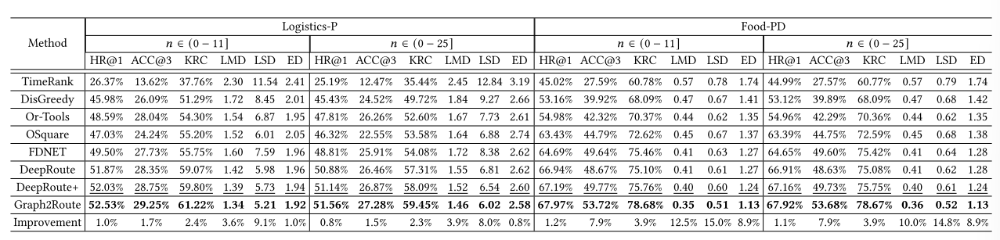 Logistics-P Food-PD
Method n ∈ (0 − 11] n ∈ (0 − 25] n ∈ (0 − 11] n ∈ (0 − 25]
HR@1 ACC@3 KRC LMD LSD ED HR@1 ACC@3 KRC LMD LSD ED HR@1 ACC@3 KRC LMD LSD ED HR@1 ACC@3 KRC LMD LSD ED
TimeRank 26.37% 13.62% 37.76% 2.30 11.54 2.41 25.19% 12.47% 35.44% 2.45 12.84 3.19 45.02% 27.59% 60.78% 0.57 0.78 1.74 44.99% 27.57% 60.77% 0.57 0.79 1.74
DisGreedy 45.98% 26.09% 51.29% 1.72 8.45 2.01 45.43% 24.52% 49.72% 1.84 9.27 2.66 53.16% 39.92% 68.09% 0.47 0.67 1.41 53.12% 39.89% 68.09% 0.47 0.68 1.42
Or-Tools 48.59% 28.04% 54.30% 1.54 6.87 1.95 47.81% 26.26% 52.60% 1.67 7.73 2.61 54.98% 42.32% 70.37% 0.44 0.62 1.35 54.96% 42.29% 70.36% 0.44 0.62 1.35
OSquare 47.03% 24.24% 55.20% 1.52 6.01 2.05 46.32% 22.55% 53.58% 1.64 6.88 2.74 63.43% 44.79% 72.62% 0.45 0.67 1.37 63.39% 44.75% 72.59% 0.45 0.68 1.38
FDNET 49.50% 27.73% 55.75% 1.60 7.59 1.96 48.81% 25.91% 54.08% 1.72 8.38 2.62 64.69% 49.64% 75.46% 0.41 0.63 1.27 64.65% 49.60% 75.42% 0.41 0.64 1.28
DeepRoute 51.87% 28.35% 59.07% 1.42 5.98 1.96 50.88% 26.46% 57.31% 1.55 6.81 2.62 66.94% 48.67% 75.10% 0.41 0.61 1.27 66.91% 48.63% 75.08% 0.41 0.62 1.28
DeepRoute+ 52.03% 28.75% 59.80% 1.39 5.73 1.94 51.14% 26.87% 58.09% 1.52 6.54 2.60 67.19% 49.77% 75.76% 0.40 0.60 1.24 67.16% 49.73% 75.75% 0.40 0.61 1.24
Graph2Route 52.53% 29.25% 61.22% 1.34 5.21 1.92 51.56% 27.28% 59.45% 1.46 6.02 2.58 67.97% 53.72% 78.68% 0.35 0.51 1.13 67.92% 53.68% 78.67% 0.36 0.52 1.13
Improvement 1.0% 1.7% 2.4% 3.6% 9.1% 1.0% 0.8% 1.5% 2.3% 3.9% 8.0% 0.8% 1.2% 7.9% 3.9% 12.5% 15.0% 8.9% 1.1% 7.9% 3.9% 10.0% 14.8% 8.9%